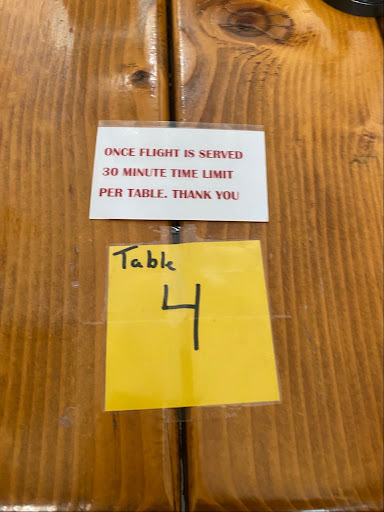 ONCE FLIGHT IS SERVED
30 MINUTE TIME LIMIT
PER TABLE. THANK YOU
Table
4